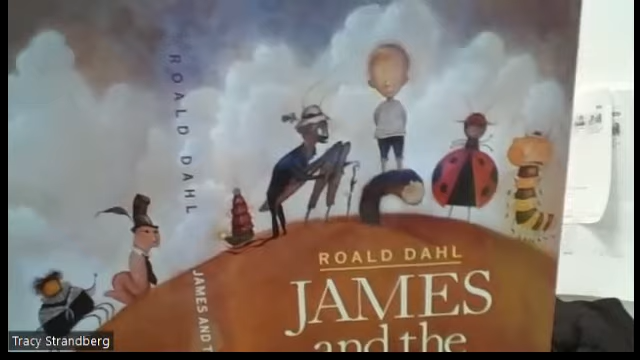 ROALD DAHL
JAMES AND T
ROALD DAHL
JAMES
and the
Tracy Strandberg